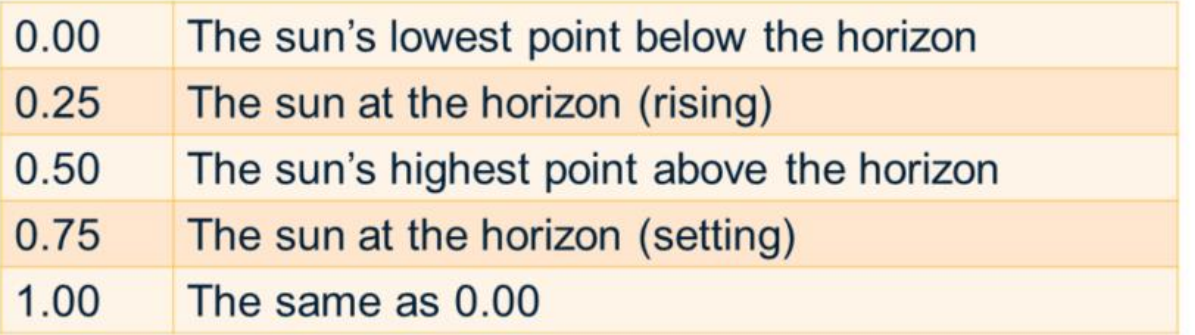 0.00 The sun’s lowest point below the horizon
0.25 The sun at the horizon (rising)
0.50 The sun’s highest point above the horizon
0.75 The sun at the horizon (setting)
1.00 The same as 0.00